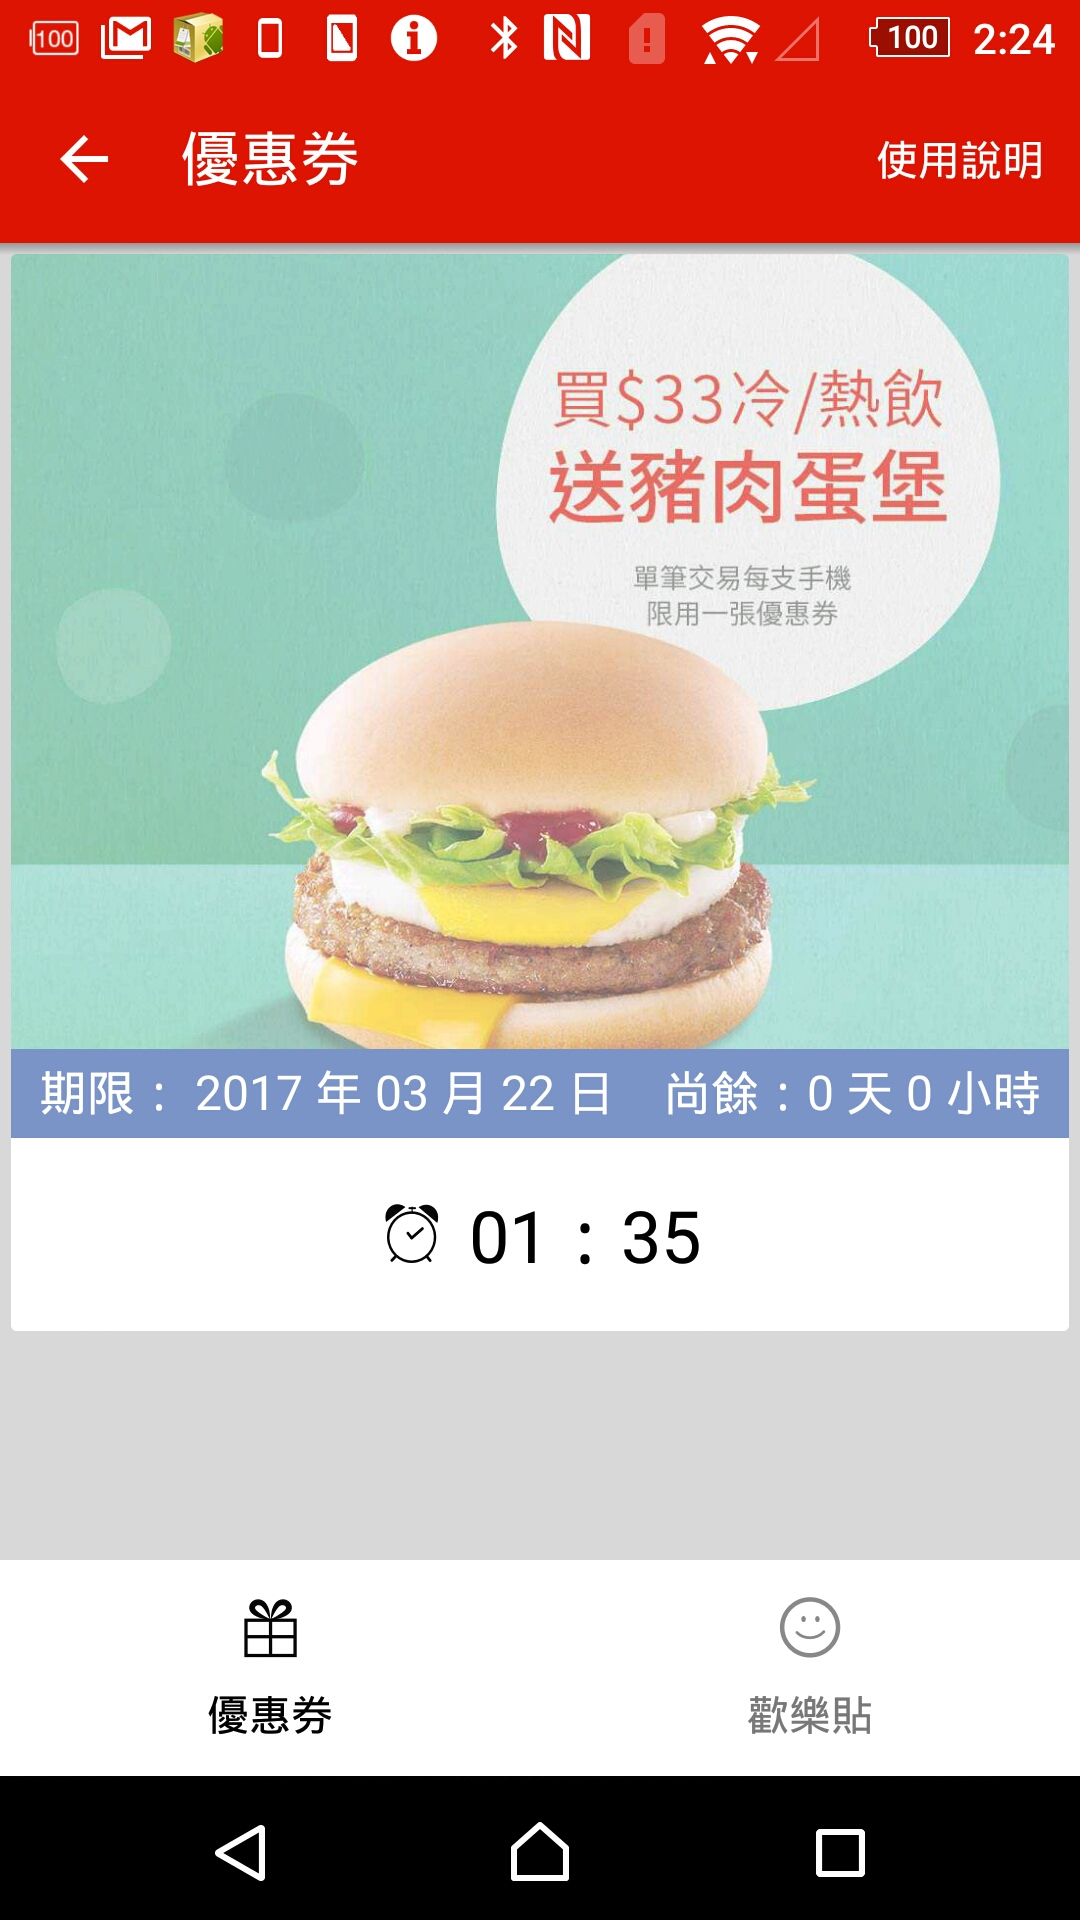 100
100
2:24
優惠券
使用說明
買$33冷/熱飲
送豬肉蛋堡
單筆交易每支手機
限用一張優惠券
期限： 2017 年 03 月 22 日
尚餘：0 天 0 小時
01 : 35
優惠券
歡樂貼